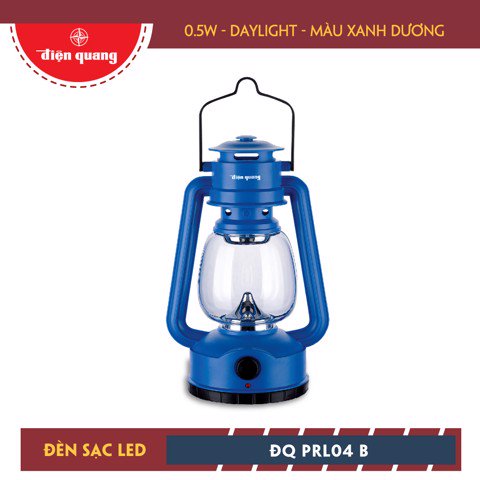 điện quang
0.5W - DAYLIGHT - MÀU XANH DƯƠNG
điện quang
ĐÈN SẠC LED
ĐQ PRL04 B